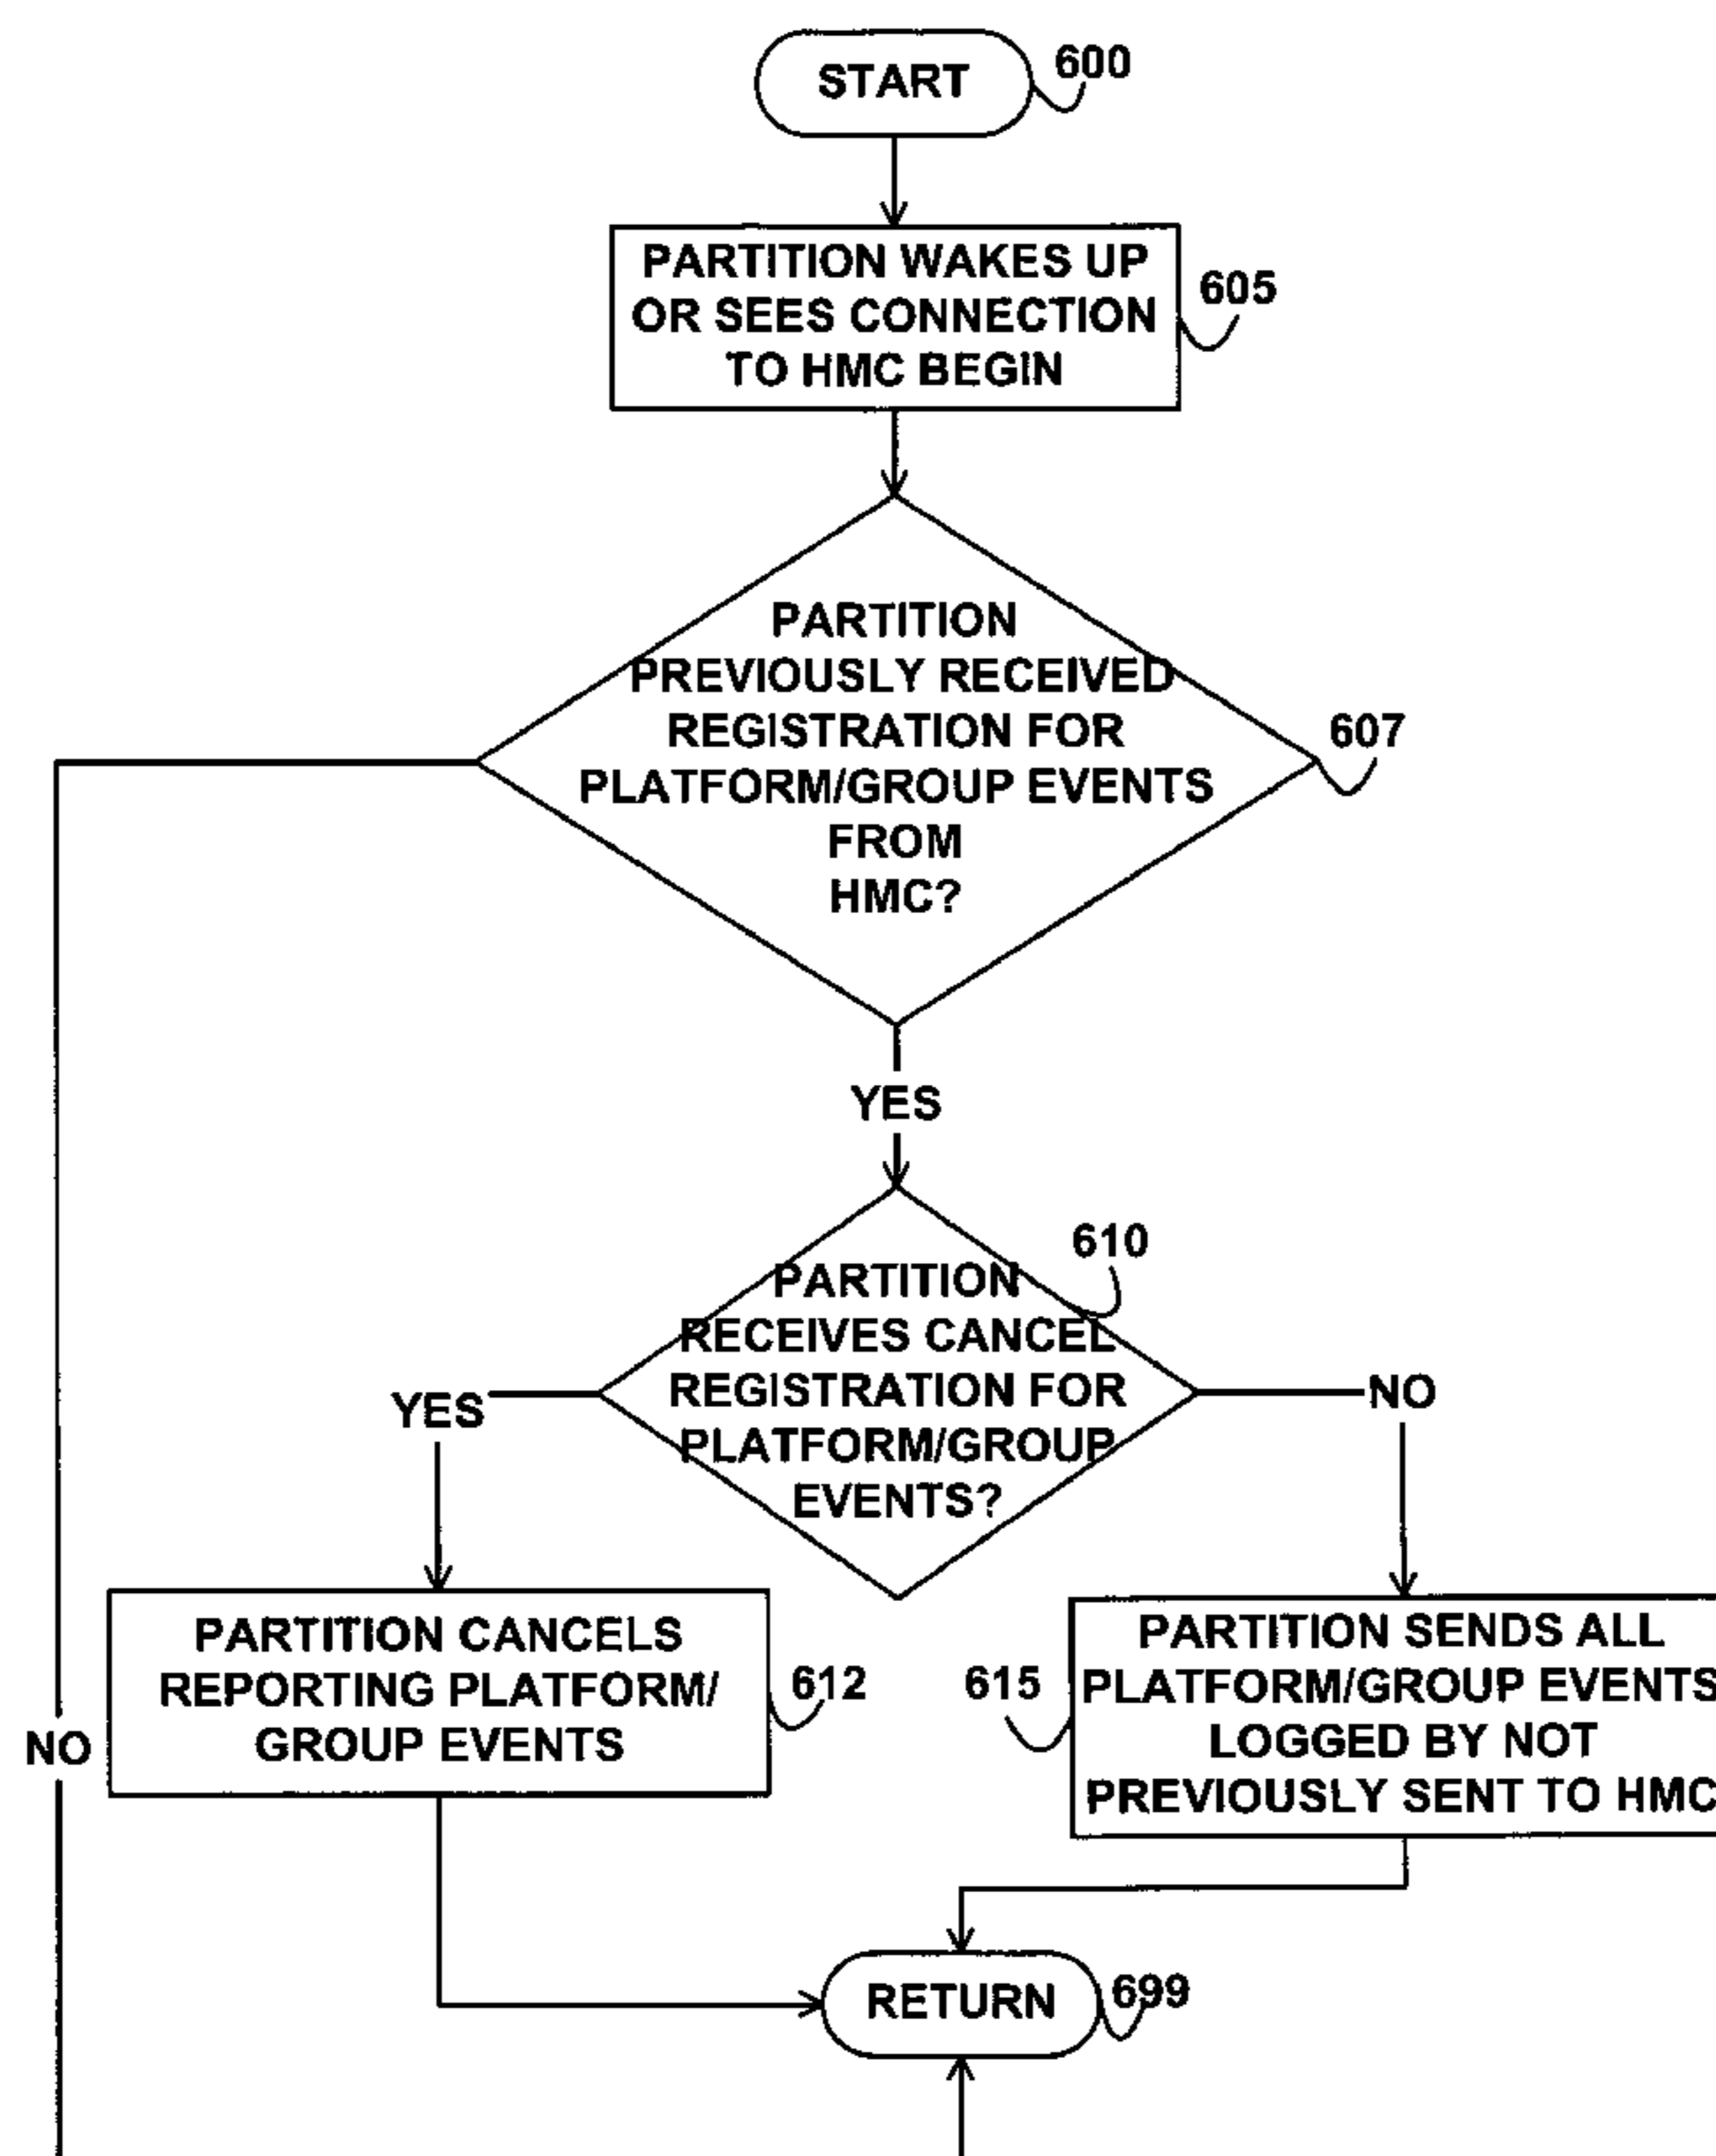 START
600
PARTITION WAKES UP
OR SEES CONNECTION
TO HMC BEGIN
605
PARTITION
PREVIOUSLY RECEIVED
REGISTRATION FOR
PLATFORM/GROUP EVENTS
FROM
HMC?
607
YES
610
PARTITION
RECEIVES CANCEL
REGISTRATION FOR
PLATFORM/GROUP
EVENTS?
YES
NO
PARTITION CANCELS
REPORTING PLATFORM/
GROUP EVENTS
612
615
PARTITION SENDS ALL
PLATFORM/GROUP EVENTS
LOGGED BY NOT
PREVIOUSLY SENT TO HMC
NO
RETURN
699